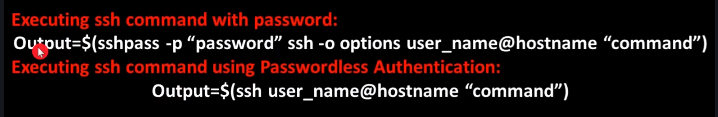 Executing ssh command with password:
Output=$(sshpass -p “password” ssh -o options user_name@hostname “command”)
Executing ssh command using Passwordless Authentication:
Output=$(ssh user_name@hostname “command”)